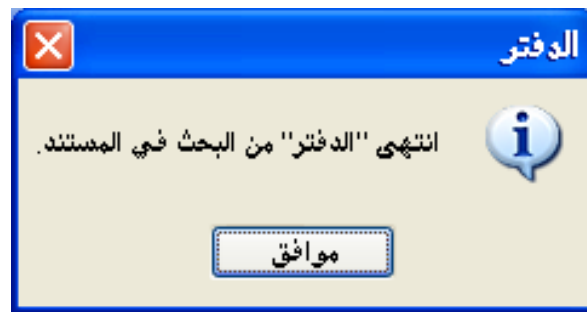 الدفتر
انتهى "الدفتر" من البحث في المستند.
موافق